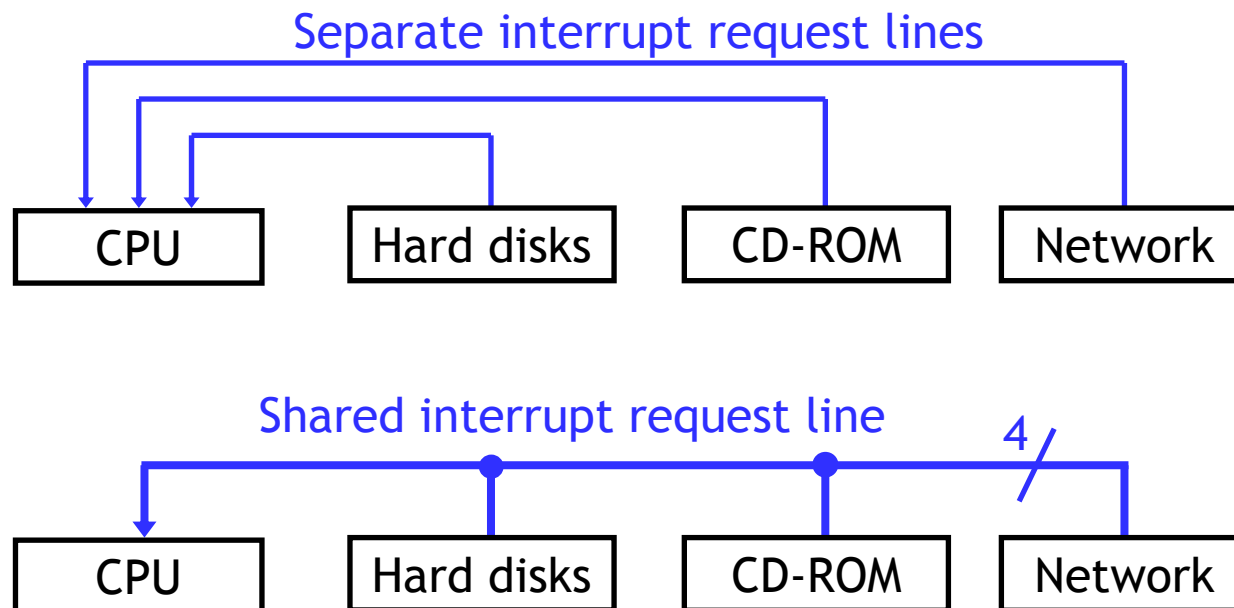 Separate interrupt request lines
CPU
Hard disks
CD-ROM
Network
Shared interrupt request line
4
CPU
Hard disks
CD-ROM
Network